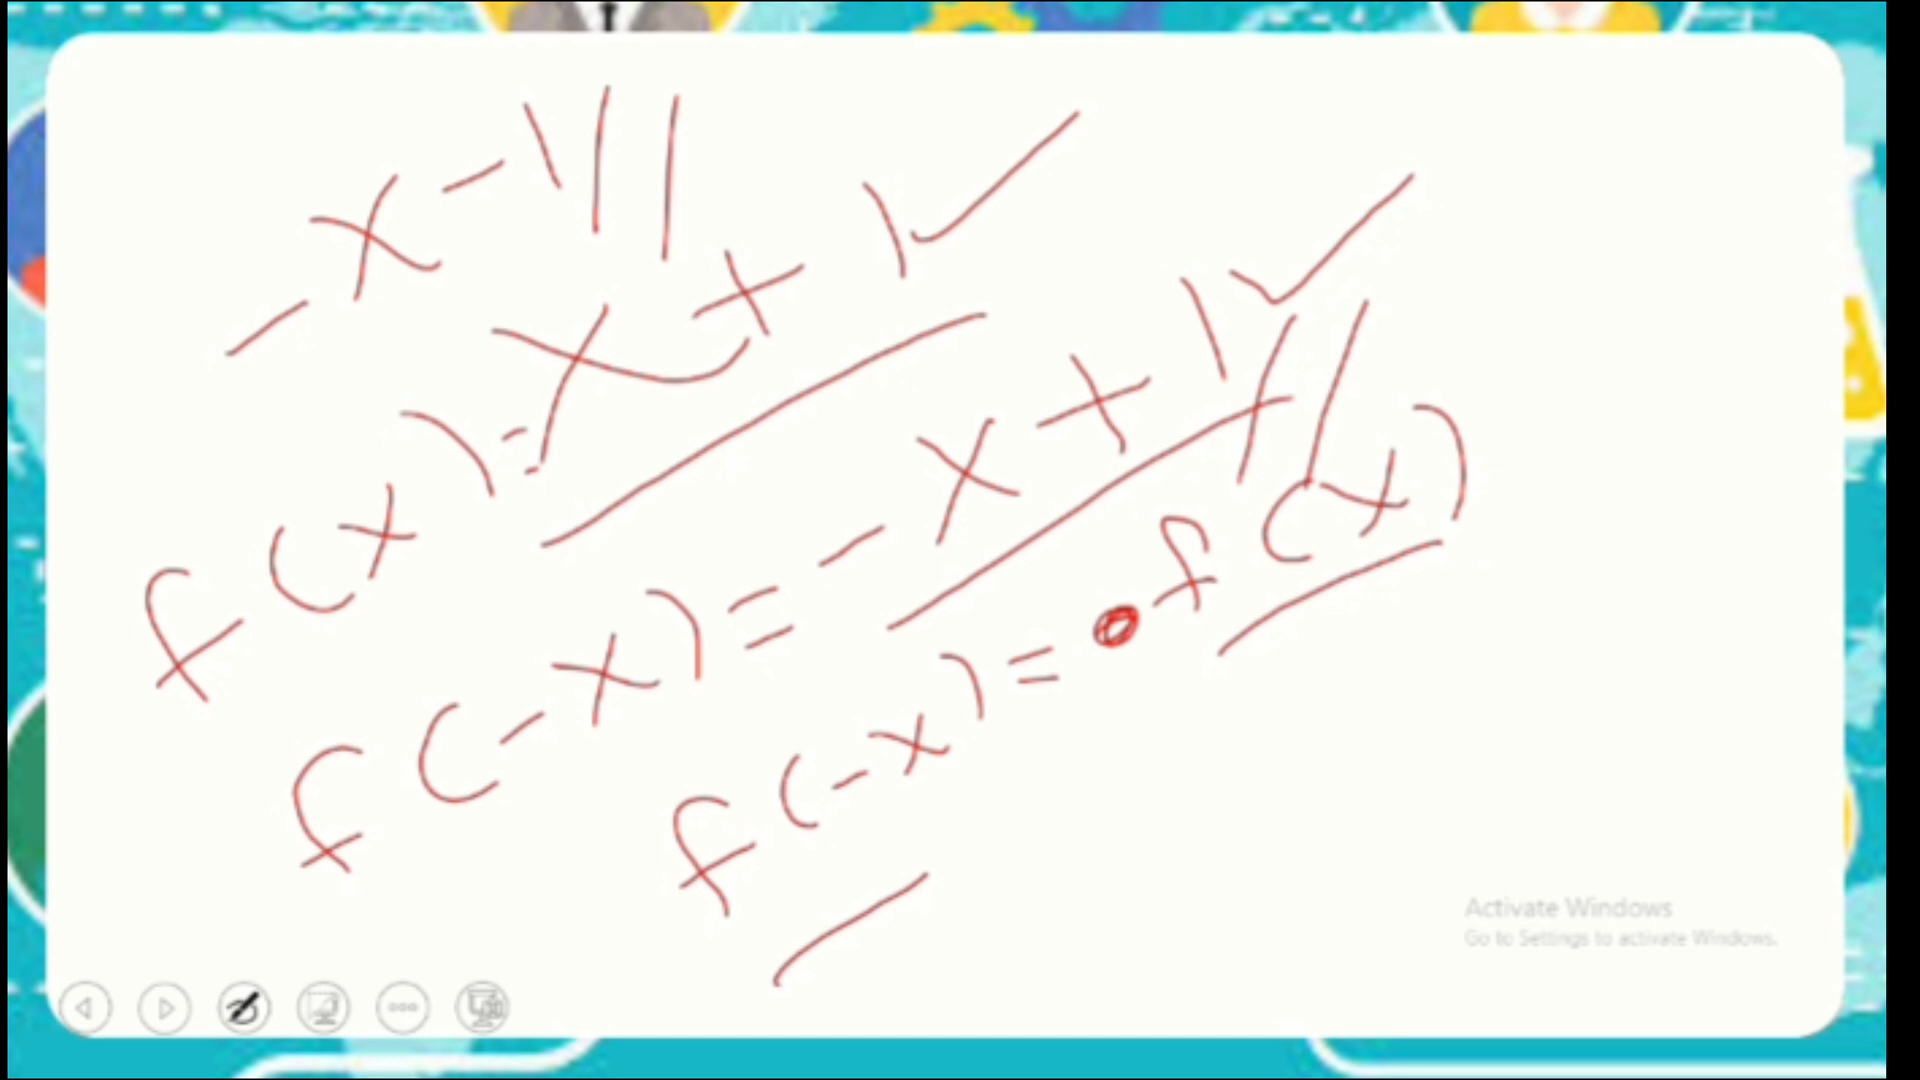 -x-1//
f(x)=x+1✓
f(-x)=-x+1✓//
f(-x)= f(x)
Activate Windows
Go to Settings to activate Windows.